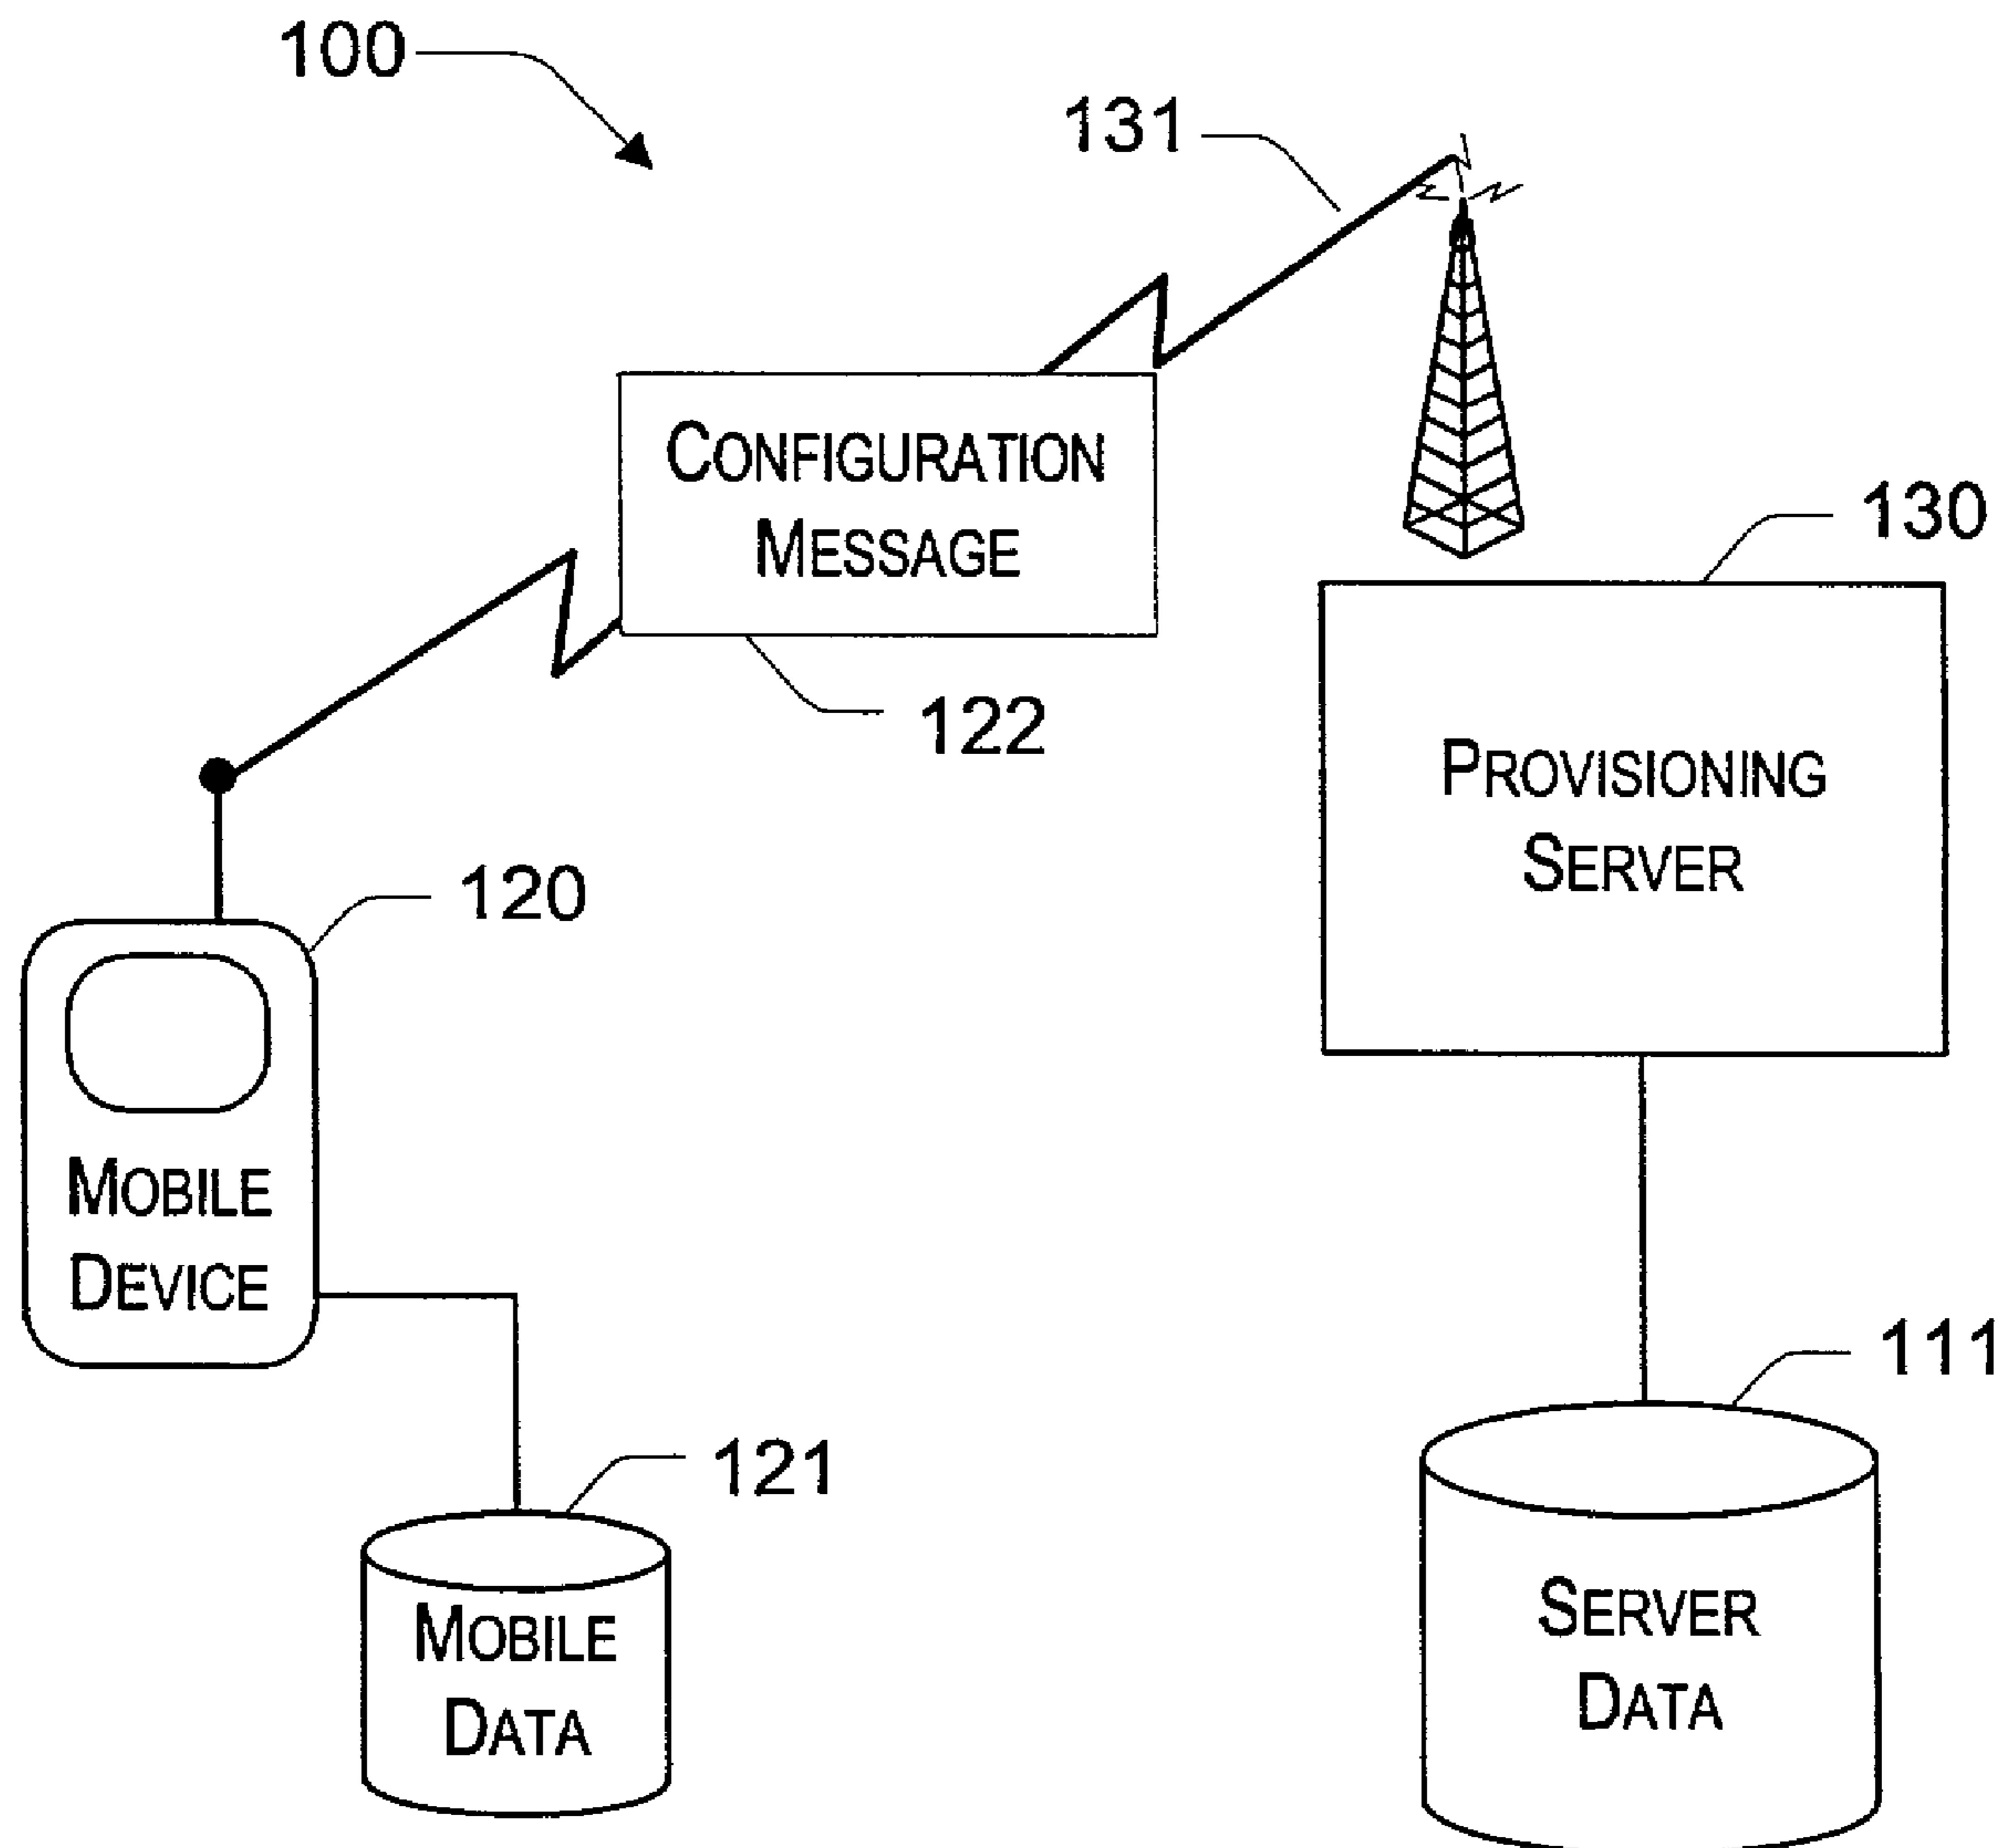 100
131
CONFIGURATION
MESSAGE
130
122
PROVISIONING
SERVER
120
MOBILE
DEVICE
111
121
SERVER
DATA
MOBILE
DATA